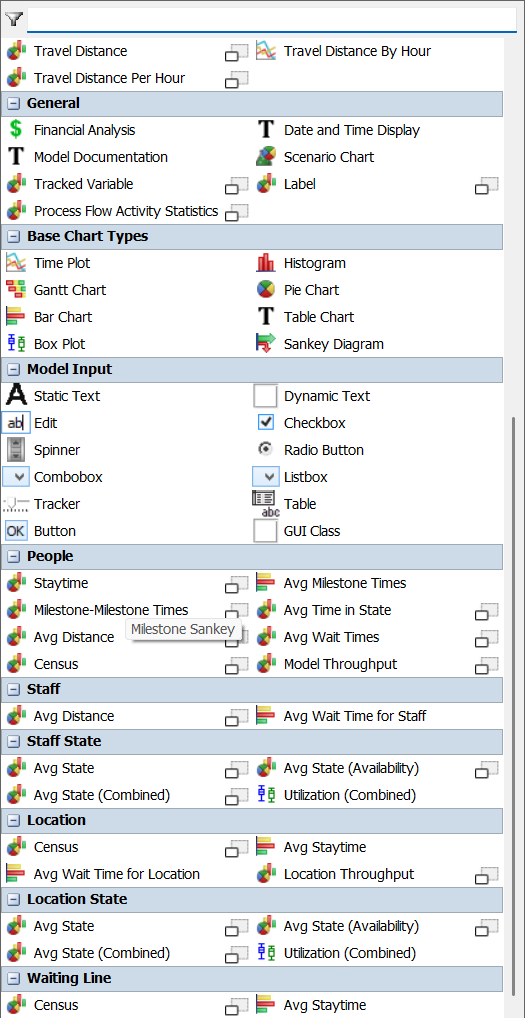 Travel Distance Travel Distance By Hour
Travel Distance Per Hour
General
$ Financial Analysis T Date and Time Display
T Model Documentation Scenario Chart
Tracked Variable Label
Process Flow Activity Statistics
Base Chart Types
Time Plot Histogram
Gantt Chart Pie Chart
Bar Chart T Table Chart
Box Plot Sankey Diagram
Model Input
A Static Text Dynamic Text
ab Edit Checkbox
Spinner Radio Button
Combobox Listbox
Tracker abc Table
OK Button GUI Class
People
Staytime Avg Milestone Times
Milestone-Milestone Times Avg Time in State
Avg Distance Milestone Sankey Avg Wait Times
Census Model Throughput
Staff
Avg Distance Avg Wait Time for Staff
Staff State
Avg State Avg State (Availability)
Avg State (Combined) Utilization (Combined)
Location
Census Avg Staytime
Avg Wait Time for Location Location Throughput
Location State
Avg State Avg State (Availability)
Avg State (Combined) Utilization (Combined)
Waiting Line
Census Avg Staytime